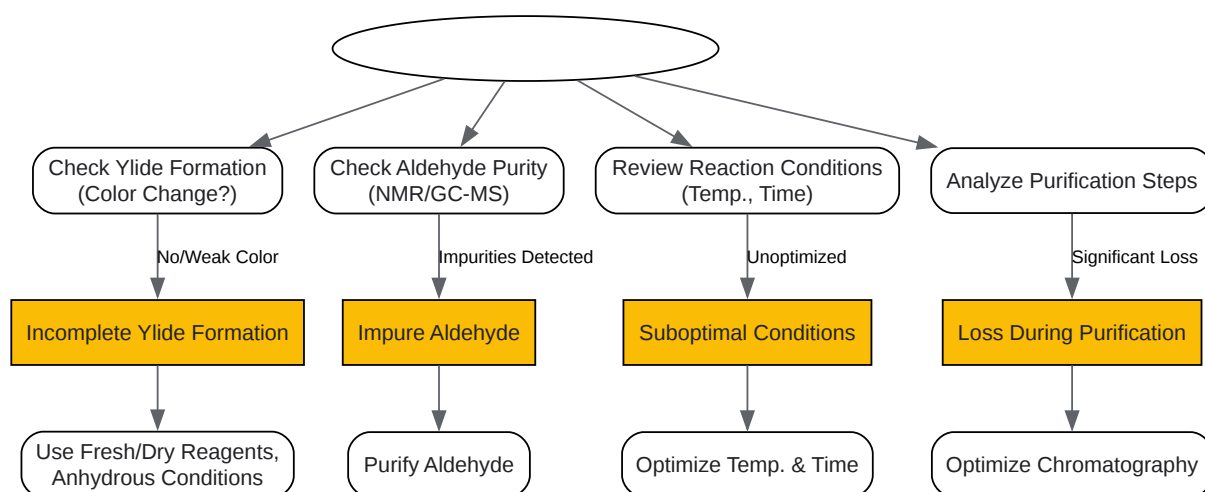 Check Ylide Formation
(Color Change?)
Check Aldehyde Purity
(NMR/GC-MS)
Review Reaction Conditions
(Temp., Time)
Analyze Purification Steps
No/Weak Color
Impurities Detected
Unoptimized
Significant Loss
Incomplete Ylide Formation
Impure Aldehyde
Suboptimal Conditions
Loss During Purification
Use Fresh/Dry Reagents,
Anhydrous Conditions
Purify Aldehyde
Optimize Temp. & Time
Optimize Chromatography